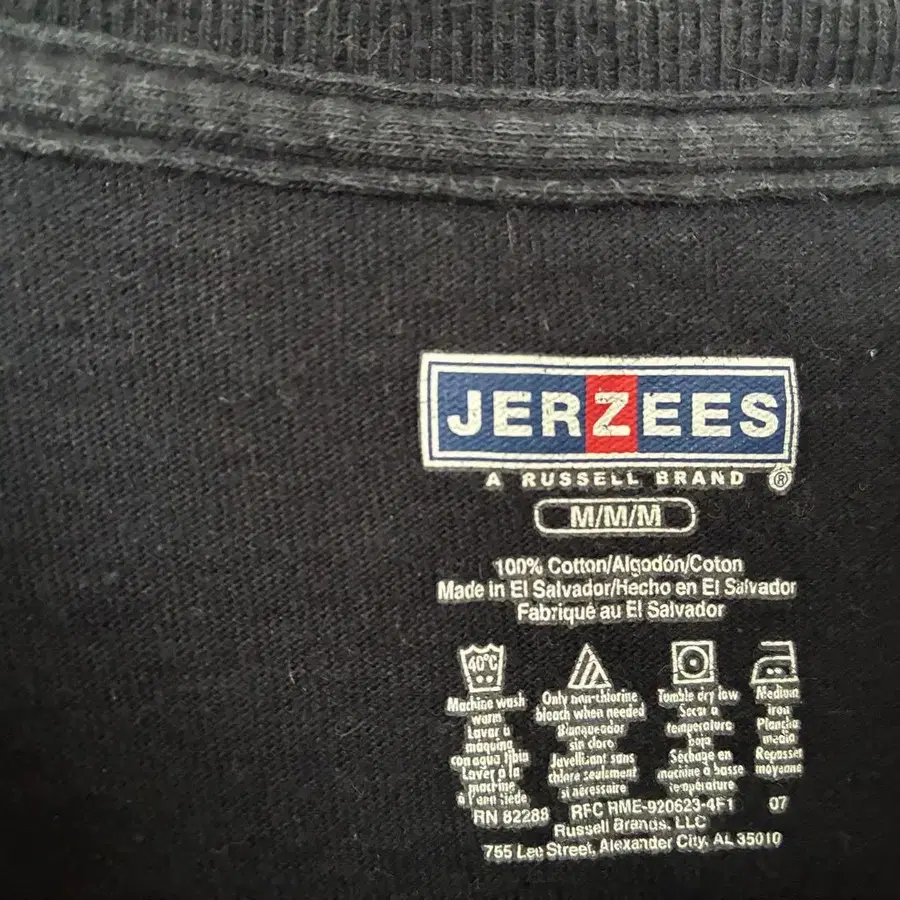 JERZEES
A RUSSELL BRAND ®
M/M/M
100% Cotton/Algodón/Coton
Made in El Salvador/Hecho en El Salvador
Fabriqué au El Salvador
40°C
Machine wash
warm
Lavar a
máquina
con agua tibia
Laver à la
machine
à l'eau tiède
Only non-chlorine
bleach when needed
Blanqueador
sin cloro
Javellisant sans
chlore seulement
si nécessaire
Tumble dry low
Secar a
temperatura
baja
Séchage en
machine à basse
température
Medium
iron
Plancha
media
Repasser
moyenne
RN 82289 RFC RME-920623-4F1 07
Russell Brands, LLC
755 Lee Street, Alexander City, AL 35010